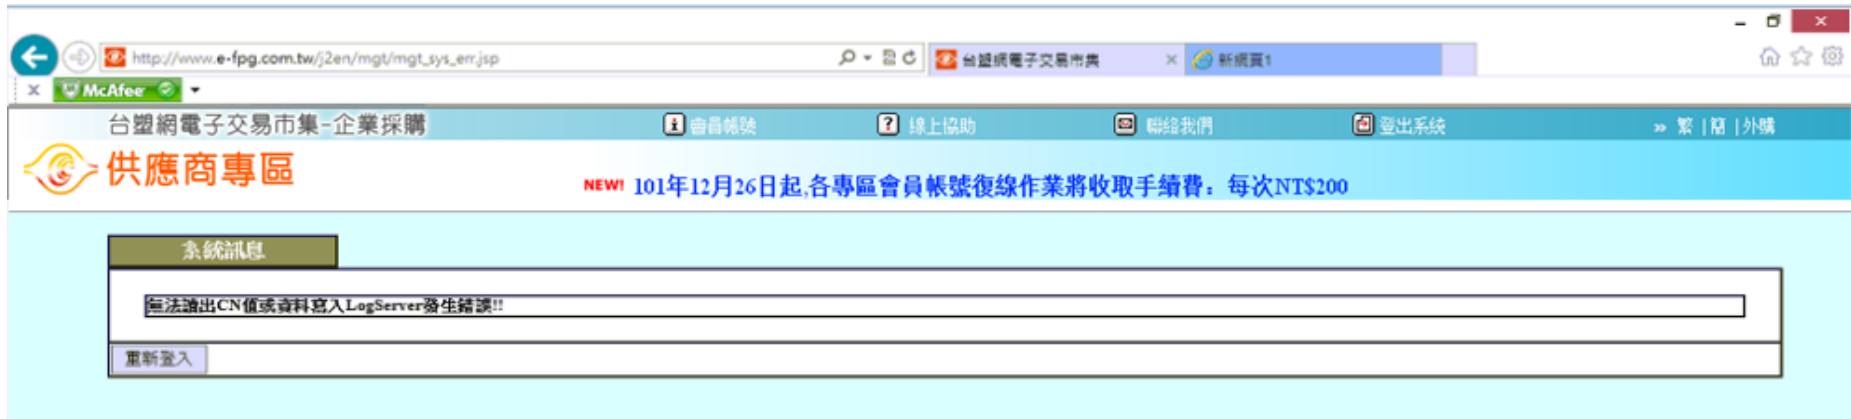 http://www.e-fpg.com.tw/j2en/mgt/mgt_sys_err.jsp
台塑網電子交易市集
新網頁1
McAfee
台塑網電子交易市集-企業採購
會員帳號
線上協助
聯絡我們
登出系統
» 繁 | 簡 | 外購
供應商專區
NEW! 101年12月26日起,各專區會員帳號復線作業將收取手續費：每次NT$200
系統訊息
無法讀出CN值或資料寫入LogServer發生錯誤!!
重新登入